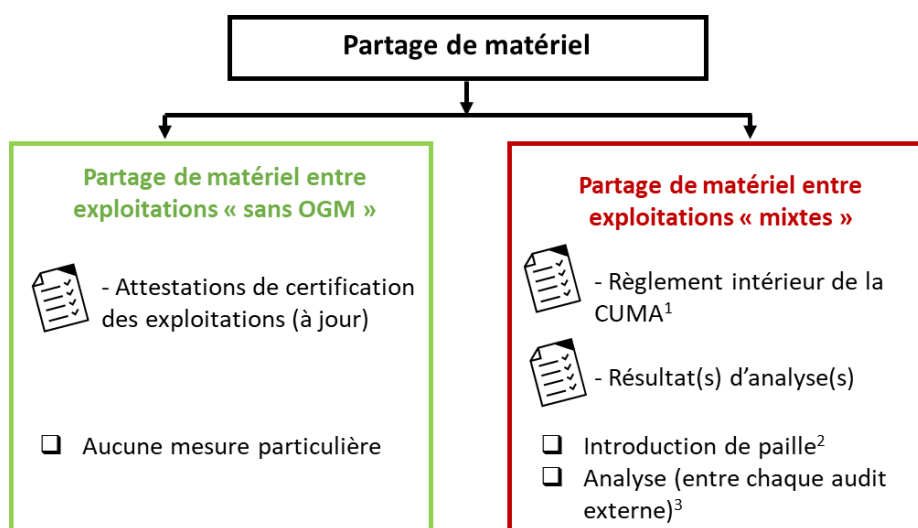 Partage de matériel
Partage de matériel entre
exploitations « sans OGM »
- Attestations de certification
des exploitations (à jour)
❑ Aucune mesure particulière
Partage de matériel entre
exploitations « mixtes »
- Règlement intérieur de la
CUMA¹
- Résultat(s) d’analyse(s)
❑ Introduction de paille²
❑ Analyse (entre chaque audit
externe)³